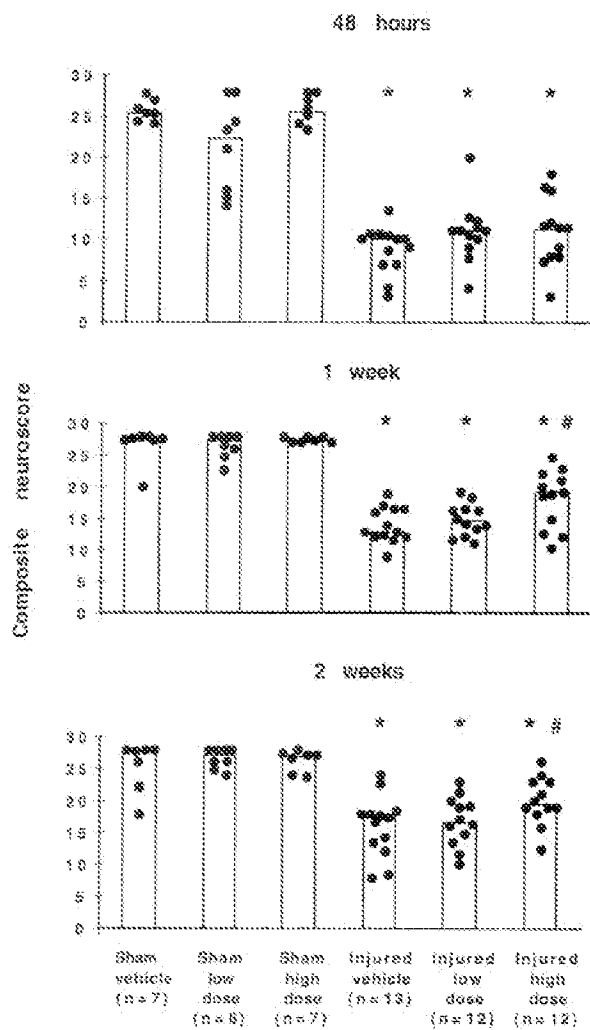 48 hours
30
25
20
15
10
5
0
* * *
1 week
30
25
20
15
10
5
0
* * * #
2 weeks
30
25
20
15
10
5
0
* * * #
Composite neuroscore
Sham vehicle (n=7)
Sham low dose
Sham high dose (n=7)
Injured vehicle (n=13)
Injured low dose (n=12)
Injured high dose (n=12)